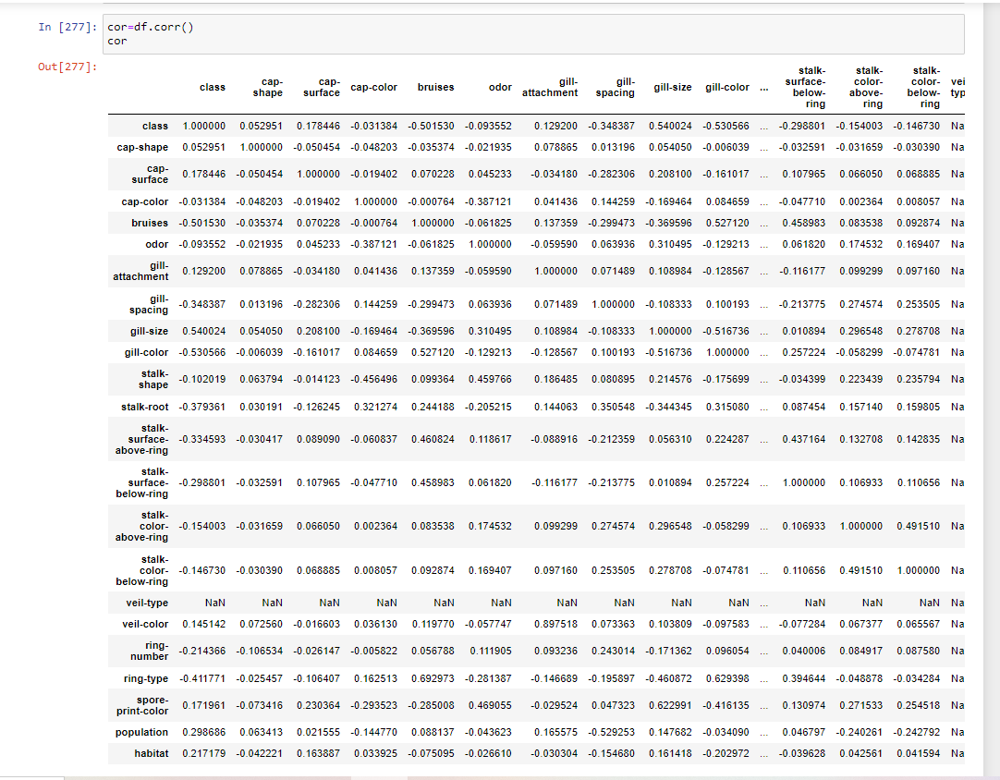 In [277]: cor=df.corr()
cor
Out[277]:
class cap-shape cap-surface cap-color bruises odor gill-attachment gill-spacing gill-size gill-color ... stalk-surface-below-ring stalk-color-above-ring stalk-color-below-ring vei typ
class 1.000000 0.052951 0.178446 -0.031384 -0.501530 -0.093552 0.129200 -0.348387 0.540024 -0.530566 ... -0.298801 -0.154003 -0.146730 Na
cap-shape 0.052951 1.000000 -0.050454 -0.048203 -0.035374 -0.021935 0.078865 0.013196 0.054050 -0.006039 ... -0.032591 -0.031659 -0.030390 Na
cap-surface 0.178446 -0.050454 1.000000 -0.019402 0.070228 0.045233 -0.034180 -0.282306 0.208100 -0.161017 ... 0.107965 0.066050 0.068885 Na
cap-color -0.031384 -0.048203 -0.019402 1.000000 -0.000764 -0.387121 0.041436 0.144259 -0.169464 0.084659 ... -0.047710 0.002364 0.008057 Na
bruises -0.501530 -0.035374 0.070228 -0.000764 1.000000 -0.061825 0.137359 -0.299473 -0.369596 0.527120 ... 0.458983 0.083538 0.092874 Na
odor -0.093552 -0.021935 0.045233 -0.387121 -0.061825 1.000000 -0.059590 0.063936 0.310495 -0.129213 ... 0.061820 0.174532 0.169407 Na
gill-attachment 0.129200 0.078865 -0.034180 0.041436 0.137359 -0.059590 1.000000 0.071489 0.108984 -0.128567 ... -0.116177 0.099299 0.097160 Na
gill-spacing -0.348387 0.013196 -0.282306 0.144259 -0.299473 0.063936 0.071489 1.000000 -0.108333 0.100193 ... -0.213775 0.274574 0.253505 Na
gill-size 0.540024 0.054050 0.208100 -0.169464 -0.369596 0.310495 0.108984 -0.108333 1.000000 -0.516736 ... 0.010894 0.296548 0.278708 Na
gill-color -0.530566 -0.006039 -0.161017 0.084659 0.527120 -0.129213 -0.128567 0.100193 -0.516736 1.000000 ... 0.257224 -0.058299 -0.074781 Na
stalk-shape -0.102019 0.063794 -0.014123 -0.456496 0.099364 0.459766 0.186485 0.080895 0.214576 -0.175699 ... -0.034399 0.223439 0.235794 Na
stalk-root -0.379361 0.030191 -0.126245 0.321274 0.244188 -0.205215 0.144063 0.350548 -0.344345 0.315080 ... 0.087454 0.157140 0.159805 Na
stalk-surface-above-ring -0.334593 -0.030417 0.089090 -0.060837 0.460824 0.118617 -0.088916 -0.212359 0.056310 0.224287 ... 0.437164 0.132708 0.142835 Na
stalk-surface-below-ring -0.298801 -0.032591 0.107965 -0.047710 0.458983 0.061820 -0.116177 -0.213775 0.010894 0.257224 ... 1.000000 0.106933 0.110656 Na
stalk-color-above-ring -0.154003 -0.031659 0.066050 0.002364 0.083538 0.174532 0.099299 0.274574 0.296548 -0.058299 ... 0.106933 1.000000 0.491510 Na
stalk-color-below-ring -0.146730 -0.030390 0.068885 0.008057 0.092874 0.169407 0.097160 0.253505 0.278708 -0.074781 ... 0.110656 0.491510 1.000000 Na
veil-type NaN NaN NaN NaN NaN NaN NaN NaN NaN NaN ... NaN NaN NaN Na
veil-color 0.145142 0.072560 -0.016603 0.036130 0.119770 -0.057747 0.897518 0.073363 0.103809 -0.097583 ... -0.077284 0.067377 0.065567 Na
ring-number -0.214366 -0.106534 -0.026147 -0.005822 0.056788 0.111905 0.093236 0.243014 -0.171362 0.096054 ... 0.040006 0.084917 0.087580 Na
ring-type -0.411771 -0.025457 -0.106407 0.162513 0.692973 -0.281387 -0.146689 -0.195897 -0.460872 0.629398 ... 0.394644 -0.048878 -0.034284 Na
spore-print-color 0.171961 -0.073416 0.230364 -0.293523 -0.285008 0.469055 -0.029524 0.047323 0.622991 -0.416135 ... 0.130974 0.271533 0.254518 Na
population 0.298686 0.063413 0.021555 -0.144770 0.088137 -0.043623 0.165575 -0.529253 0.147682 -0.034090 ... 0.046797 -0.240261 -0.242792 Na
habitat 0.217179 -0.042221 0.163887 0.033925 -0.075095 -0.026610 -0.030304 -0.154680 0.161418 -0.202972 ... -0.039628 0.042561 0.041594 Na